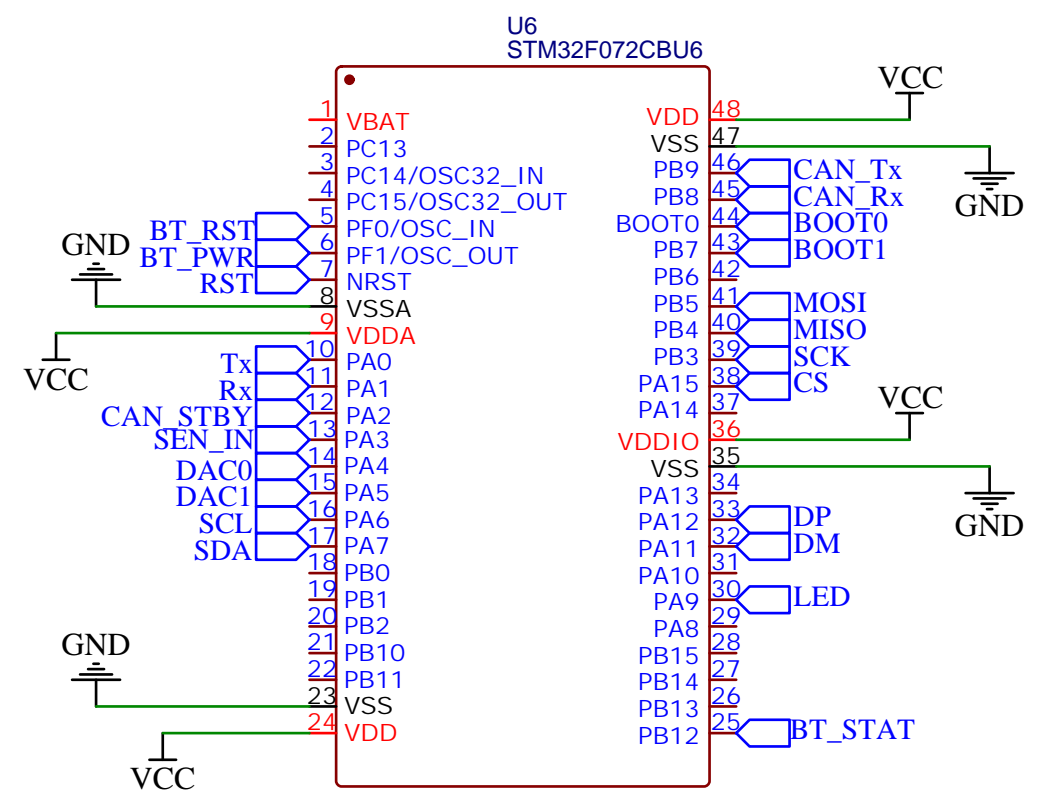 U6
STM32F072CBU6
1 VBAT
2 PC13
3 PC14/OSC32_IN
4 PC15/OSC32_OUT
BT_RST 5 PF0/OSC_IN
BT_PWR 6 PF1/OSC_OUT
RST 7 NRST
GND 8 VSSA
VCC 9 VDDA
Tx 10 PA0
Rx 11 PA1
CAN_STBY 12 PA2
SEN_IN 13 PA3
DAC0 14 PA4
DAC1 15 PA5
SCL 16 PA6
SDA 17 PA7
18 PB0
19 PB1
20 PB2
21 PB10
22 PB11
GND 23 VSS
VCC 24 VDD
VDD 48 VCC
VSS 47 GND
PB9 46 CAN_Tx
PB8 45 CAN_Rx
BOOT0 44 BOOT0
PB7 43 BOOT1
PB6 42
PB5 41 MOSI
PB4 40 MISO
PB3 39 SCK
PA15 38 CS
PA14 37
VDDIO 36 VCC
VSS 35 GND
PA13 34
PA12 33 DP
PA11 32 DM
PA10 31
PA9 30 LED
PA8 29
PB15 28
PB14 27
PB13 26
PB12 25 BT_STAT